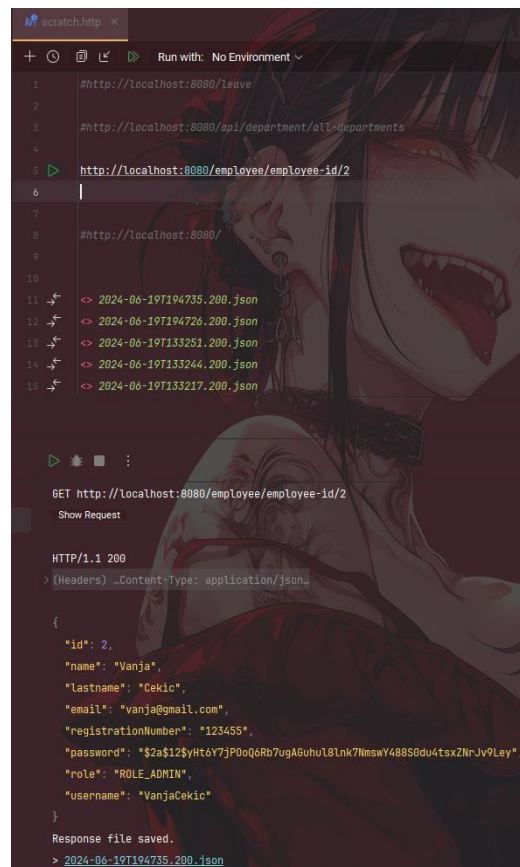 scratch.http
Run with: No Environment
1 #http://localhost:8080/leave
2
3 #http://localhost:8080/api/department/all-departments
4
5 http://localhost:8080/employee/employee-id/2
6
7
8 #http://localhost:8080/
9
10
11 <> 2024-06-19T194735.200.json
12 <> 2024-06-19T194726.200.json
13 <> 2024-06-19T133251.200.json
14 <> 2024-06-19T133244.200.json
15 <> 2024-06-19T133217.200.json
GET http://localhost:8080/employee/employee-id/2
Show Request
HTTP/1.1 200
> (Headers) …Content-Type: application/json…
{
"id": 2,
"name": "Vanja",
"lastname": "Cekic",
"email": "vanja@gmail.com",
"registrationNumber": "123455",
"password": "$2a$12$yHt6Y7jPOoQ6Rb7ugAGuhul8lnk7NmswY488S0du4tsxZNrJv9Ley",
"role": "ROLE_ADMIN",
"username": "VanjaCekic"
}
Response file saved.
> 2024-06-19T194735.200.json